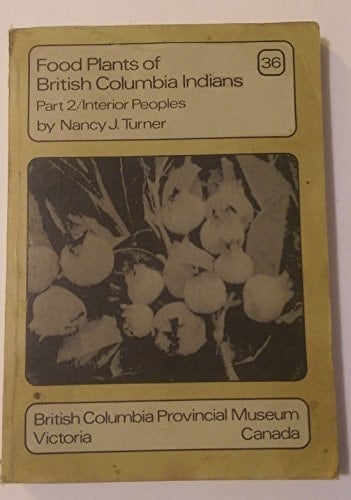 Food Plants of
British Columbia Indians
36
Part 2/Interior Peoples
by Nancy J. Turner
British Columbia Provincial Museum
Victoria Canada